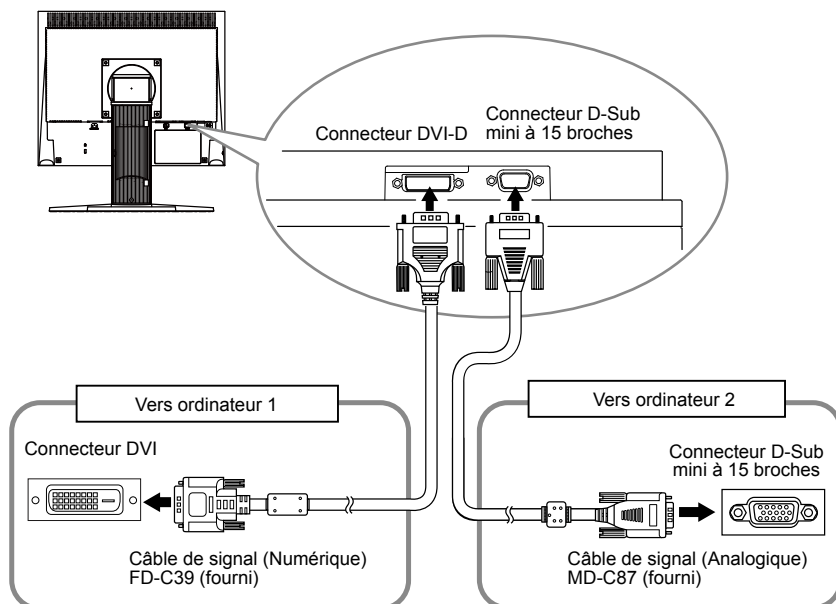 Connecteur DVI-D
Connecteur D-Sub
mini à 15 broches
Vers ordinateur 1
Connecteur DVI
Câble de signal (Numérique)
FD-C39 (fourni)
Vers ordinateur 2
Connecteur D-Sub
mini à 15 broches
Câble de signal (Analogique)
MD-C87 (fourni)